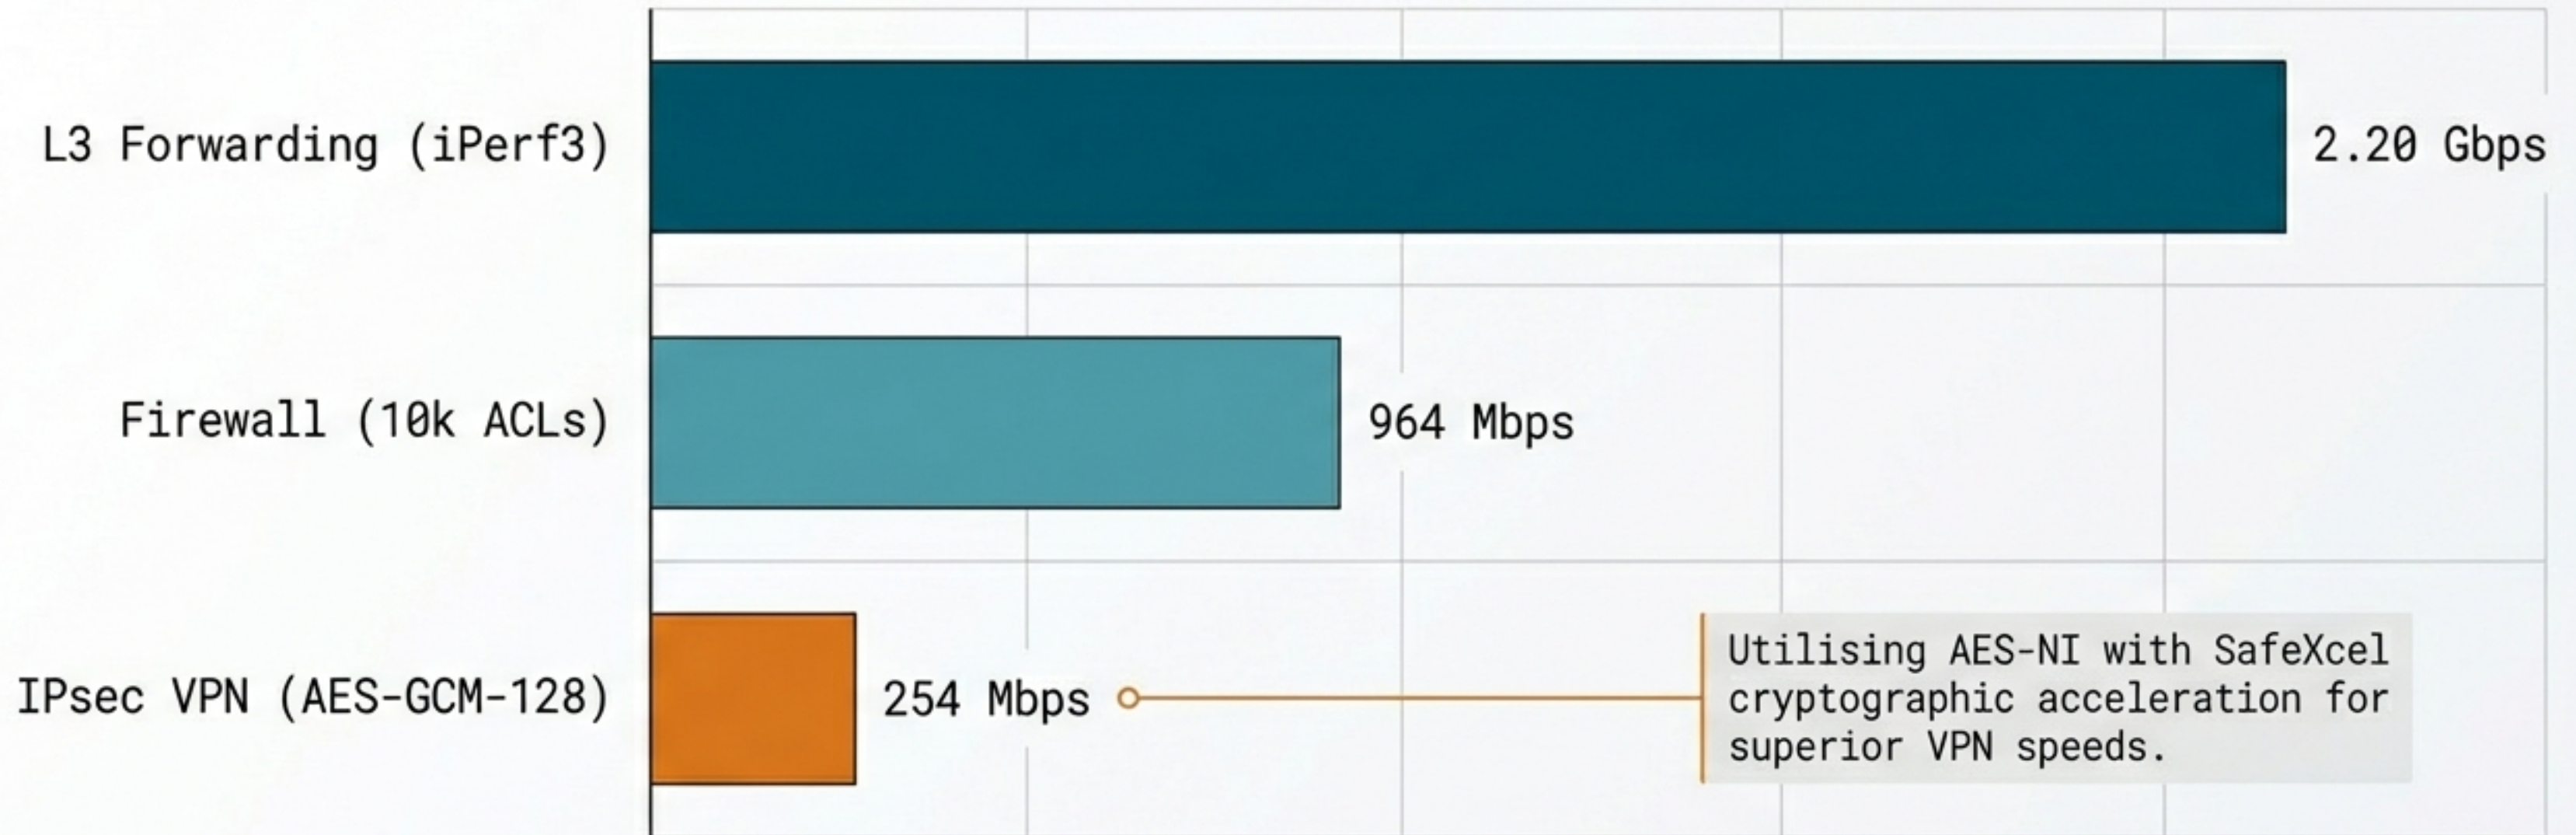 L3 Forwarding (iPerf3)
2.20 Gbps
Firewall (10k ACLs)
964 Mbps
IPsec VPN (AES-GCM-128)
254 Mbps
Utilising AES-NI with SafeXcel
cryptographic acceleration for
superior VPN speeds.